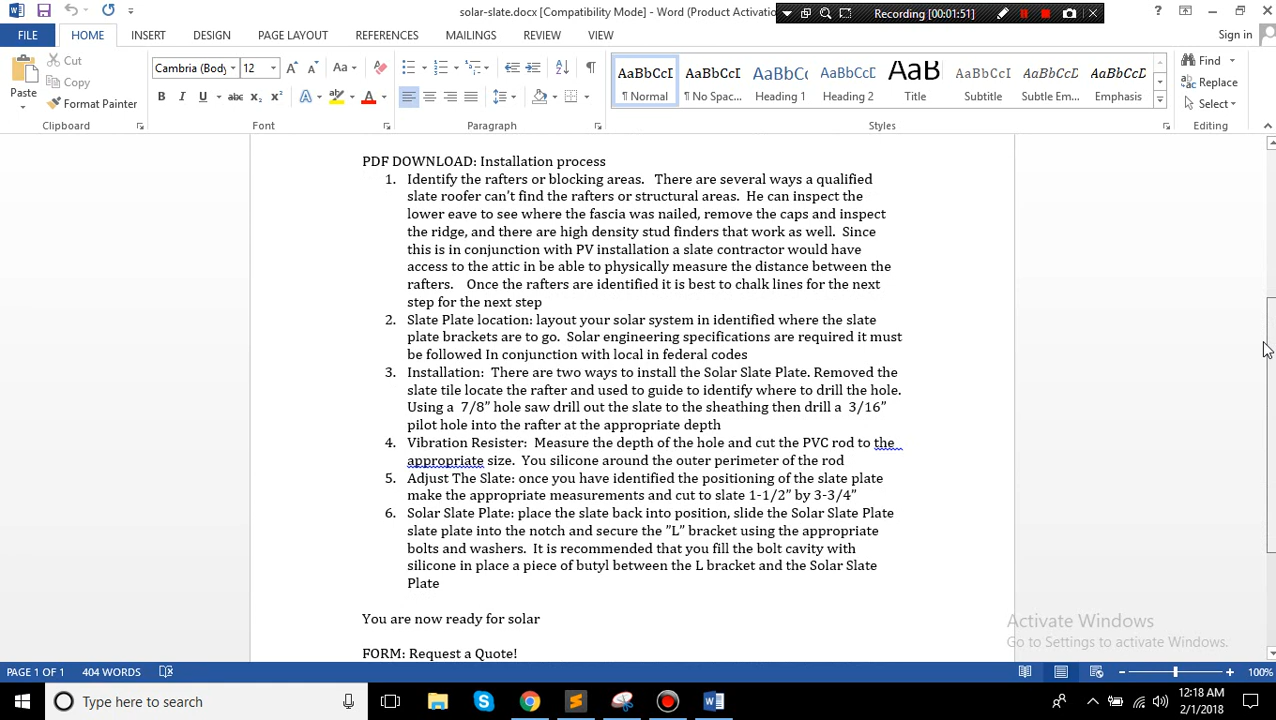 solar-slate.docx [Compatibility Mode] - Word (Product Activatio
Recording [00:01:51]
FILE HOME INSERT DESIGN PAGE LAYOUT REFERENCES MAILINGS REVIEW VIEW Sign in
Paste
Cut
Copy
Format Painter
Clipboard
Cambria (Body 12
Font
Paragraph
AaBbCcI AaBbCcI AaBbCc AaBbCcI AaB AaBbCcI AaBbCcI AaBbCcI
¶ Normal ¶ No Spac... Heading 1 Heading 2 Title Subtitle Subtle Em... Emphasis
Styles
Find
Replace
Select
Editing
PDF DOWNLOAD: Installation process
1. Identify the rafters or blocking areas. There are several ways a qualified
slate roofer can't find the rafters or structural areas. He can inspect the
lower eave to see where the fascia was nailed, remove the caps and inspect
the ridge, and there are high density stud finders that work as well. Since
this is in conjunction with PV installation a slate contractor would have
access to the attic in be able to physically measure the distance between the
rafters. Once the rafters are identified it is best to chalk lines for the next
step for the next step
2. Slate Plate location: layout your solar system in identified where the slate
plate brackets are to go. Solar engineering specifications are required it must
be followed In conjunction with local in federal codes
3. Installation: There are two ways to install the Solar Slate Plate. Removed the
slate tile locate the rafter and used to guide to identify where to drill the hole.
Using a 7/8" hole saw drill out the slate to the sheathing then drill a 3/16"
pilot hole into the rafter at the appropriate depth
4. Vibration Resister: Measure the depth of the hole and cut the PVC rod to the
appropriate size. You silicone around the outer perimeter of the rod
5. Adjust The Slate: once you have identified the positioning of the slate plate
make the appropriate measurements and cut to slate 1-1/2" by 3-3/4"
6. Solar Slate Plate: place the slate back into position, slide the Solar Slate Plate
slate plate into the notch and secure the "L" bracket using the appropriate
bolts and washers. It is recommended that you fill the bolt cavity with
silicone in place a piece of butyl between the L bracket and the Solar Slate
Plate
You are now ready for solar
FORM: Request a Quote!
Activate Windows
Go to Settings to activate Windows.
PAGE 1 OF 1 404 WORDS 100%
Type here to search
12:18 AM
2/1/2018